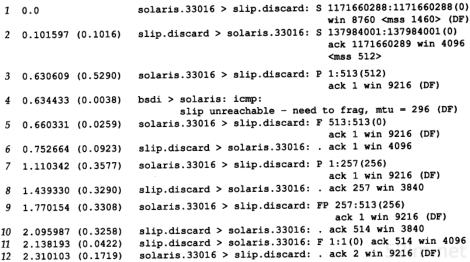 1 0.0 solaris.33016 > slip.discard: S 1171660288:1171660288(0)
win 8760 <mss 1460> (DF)
2 0.101597 (0.1016) slip.discard > solaris.33016: S 137984001:137984001(0)
ack 1171660289 win 4096
<mss 512>
3 0.630609 (0.5290) solaris.33016 > slip.discard: P 1:513(512)
ack 1 win 9216 (DF)
4 0.634433 (0.0038) bsdi > solaris: icmp:
slip unreachable - need to frag, mtu = 296 (DF)
5 0.660331 (0.0259) solaris.33016 > slip.discard: F 513:513(0)
ack 1 win 9216 (DF)
6 0.752664 (0.0923) slip.discard > solaris.33016: . ack 1 win 4096
7 1.110342 (0.3577) solaris.33016 > slip.discard: P 1:257(256)
ack 1 win 9216 (DF)
8 1.439330 (0.3290) slip.discard > solaris.33016: . ack 257 win 3840
9 1.770154 (0.3308) solaris.33016 > slip.discard: FP 257:513(256)
ack 1 win 9216 (DF)
10 2.095987 (0.3258) slip.discard > solaris.33016: . ack 514 win 3840
11 2.138193 (0.0422) slip.discard > solaris.33016: F 1:1(0) ack 514 win 4096
12 2.310103 (0.1719) solaris.33016 > slip.discard: . ack 2 win 9216 (DF)